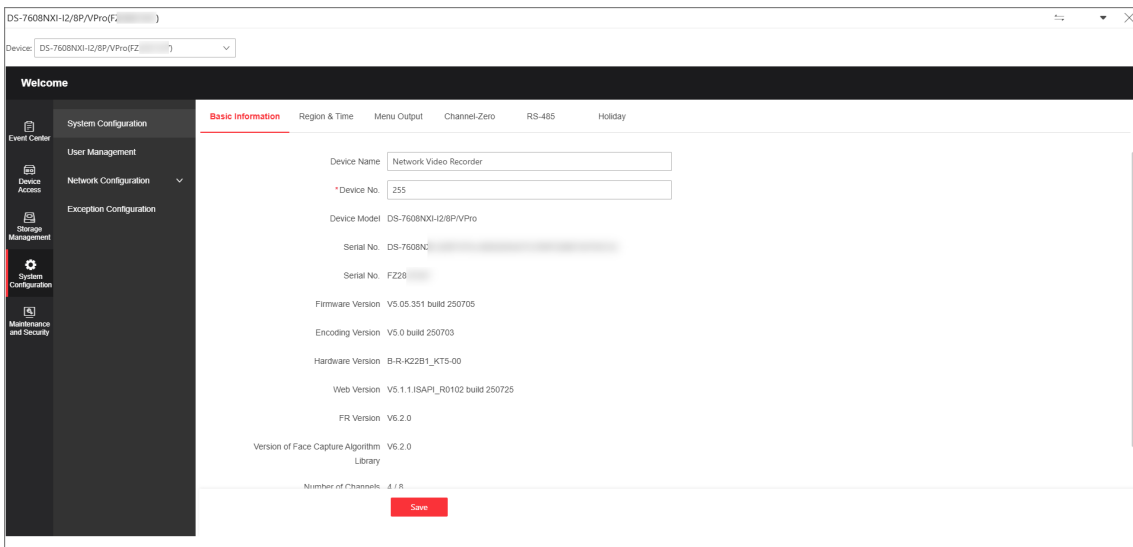 DS-7608NXI-I2/8P/VPro(FZ )
Device: DS-7608NXI-I2/8P/VPro(FZ )
Welcome
Event Center
Device
Access
Storage
Management
System
Configuration
Maintenance
and Security
System Configuration
User Management
Network Configuration
Exception Configuration
Basic Information Region & Time Menu Output Channel-Zero RS-485 Holiday
Device Name Network Video Recorder
*Device No. 255
Device Model DS-7608NXI-I2/8P/VPro
Serial No. DS-7608N
Serial No. FZ28
Firmware Version V5.05.351 build 250705
Encoding Version V5.0 build 250703
Hardware Version B-R-K22B1_KT5-00
Web Version V5.1.1.ISAPI_R0102 build 250725
FR Version V6.2.0
Version of Face Capture Algorithm V6.2.0
Library
Number of Channels 4 / 8
Save